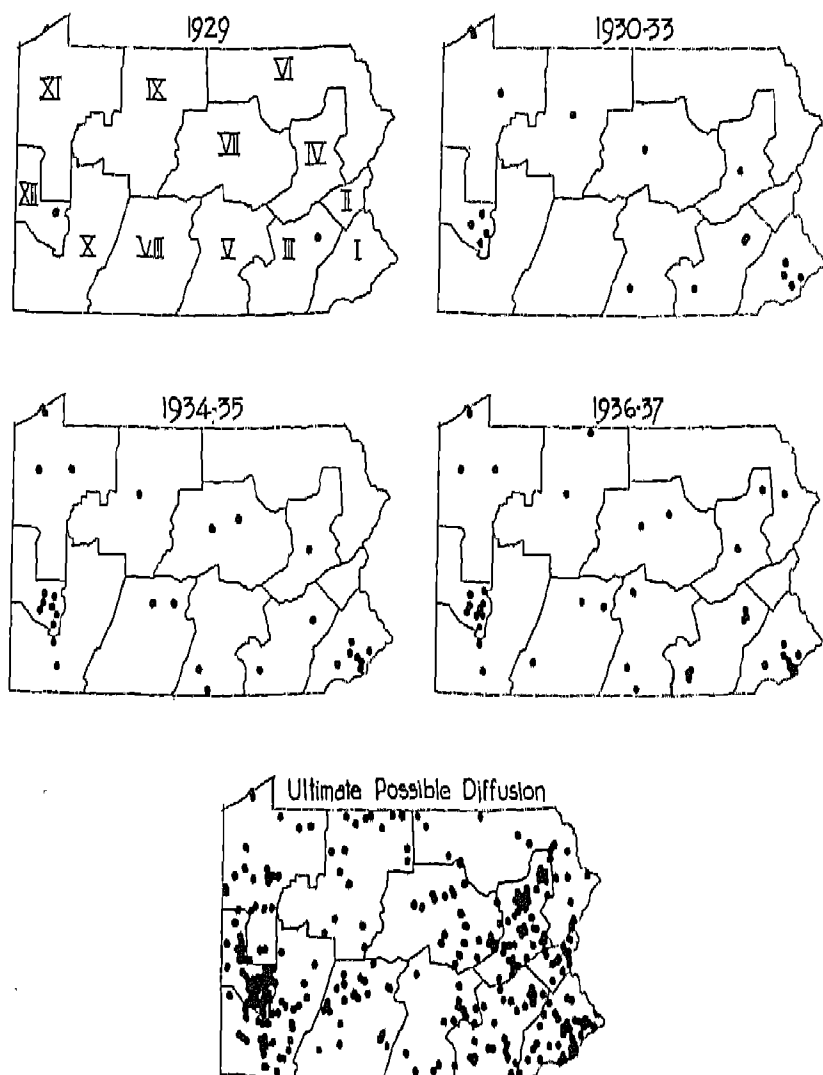 1929
XI
IX
VI
VII
IV
XII
II
X
VIII
V
III
I
1930-33
1934-35
1936-37
Ultimate Possible Diffusion